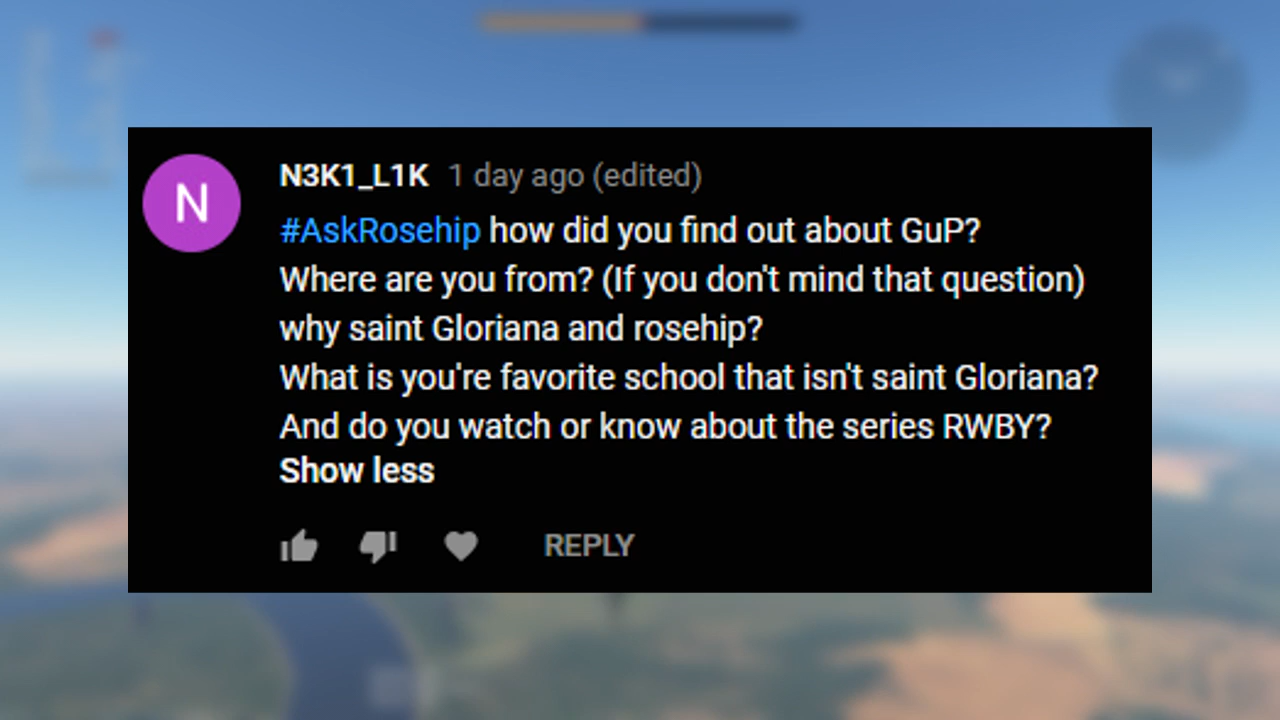 N
N3K1_L1K 1 day ago (edited)
#AskRosehip how did you find out about GuP?
Where are you from? (If you don't mind that question)
why saint Gloriana and rosehip?
What is you're favorite school that isn't saint Gloriana?
And do you watch or know about the series RWBY?
Show less
REPLY